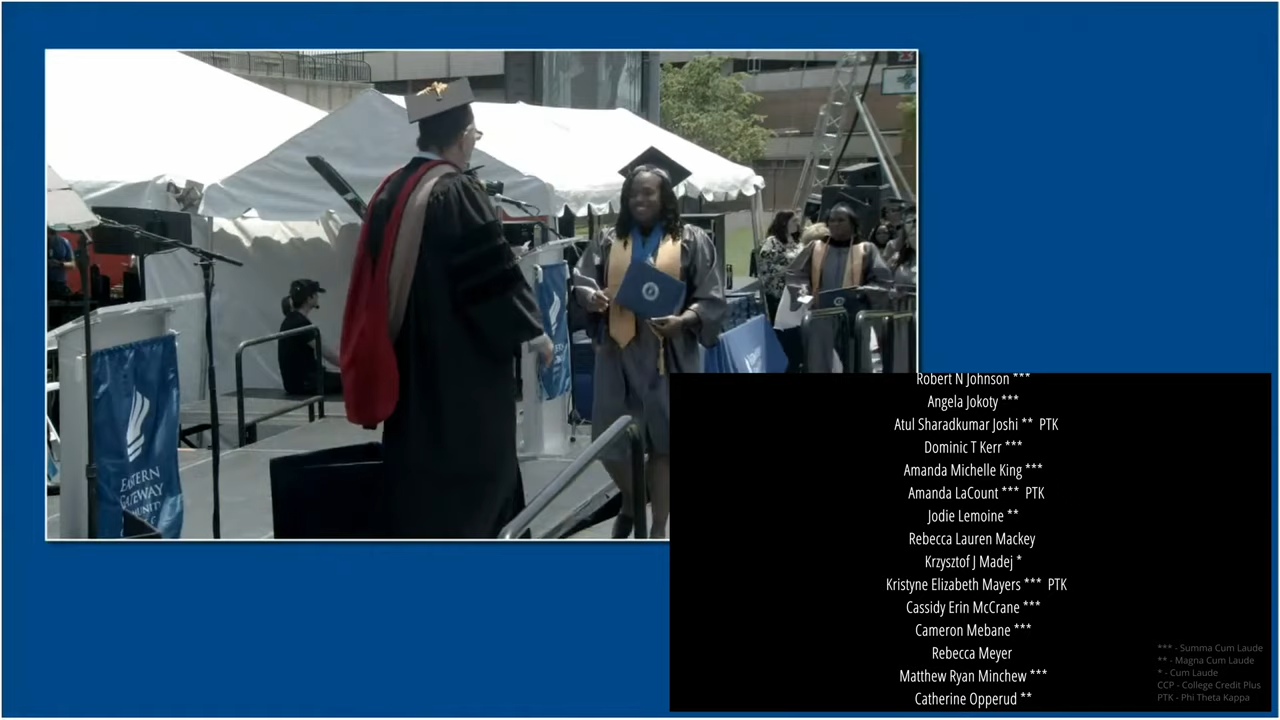 EASTERN
GATEWAY
COMMUNITY
Robert N Johnson ***
Angela Jokoty ***
Atul Sharadkumar Joshi ** PTK
Dominic T Kerr ***
Amanda Michelle King ***
Amanda LaCount *** PTK
Jodie Lemoine **
Rebecca Lauren Mackey
Krzysztof J Madej *
Kristyne Elizabeth Mayers *** PTK
Cassidy Erin McCrane ***
Cameron Mebane ***
Rebecca Meyer
Matthew Ryan Minchew ***
Catherine Opperud **
*** - Summa Cum Laude
** - Magna Cum Laude
* - Cum Laude
CCP - College Credit Plus
PTK - Phi Theta Kappa